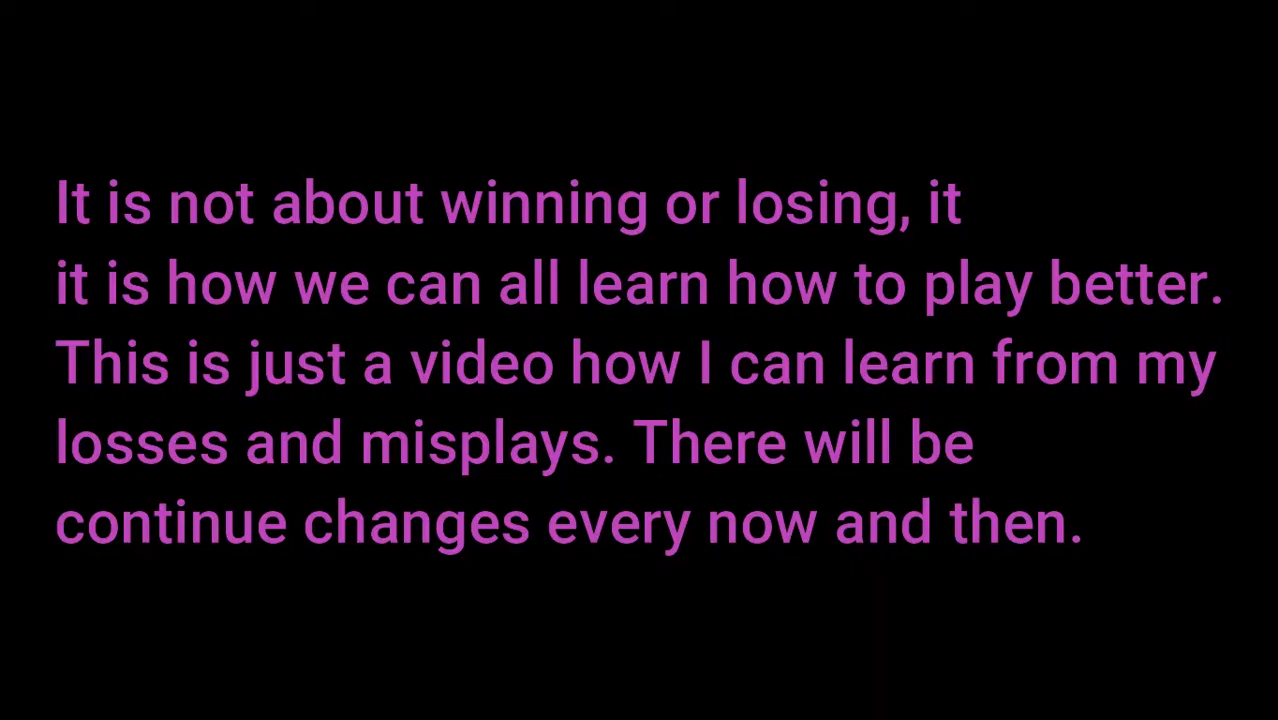 It is not about winning or losing, it
it is how we can all learn how to play better.
This is just a video how I can learn from my
losses and misplays. There will be
continue changes every now and then.